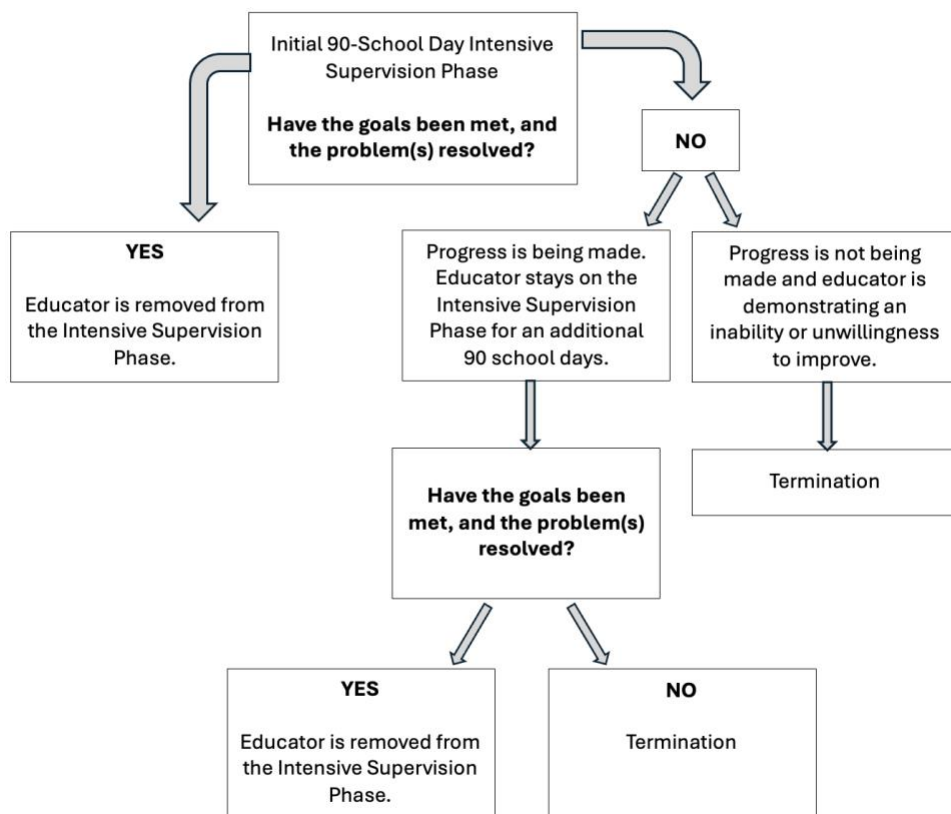 Initial 90-School Day Intensive
Supervision Phase
Have the goals been met, and
the problem(s) resolved?
NO
YES
Educator is removed from
the Intensive Supervision
Phase.
Progress is being made.
Educator stays on the
Intensive Supervision
Phase for an additional
90 school days.
Progress is not being
made and educator is
demonstrating an
inability or unwillingness
to improve.
Have the goals been
met, and the problem(s)
resolved?
Termination
YES
Educator is removed from
the Intensive Supervision
Phase.
NO
Termination